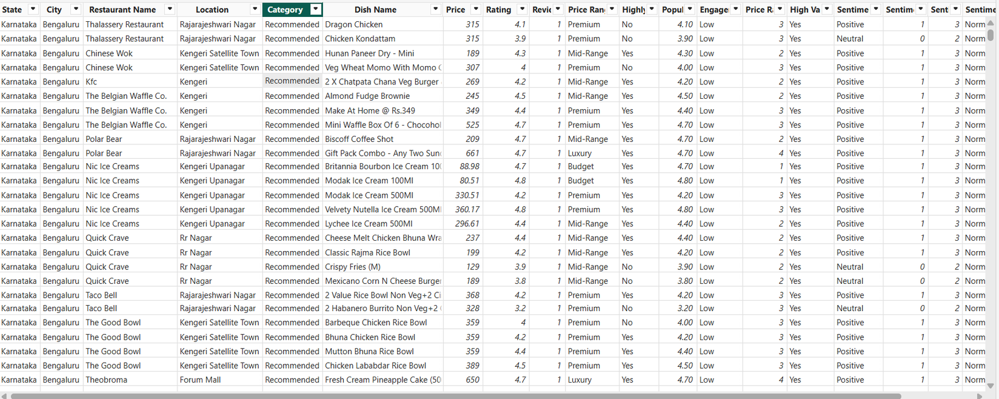 State City Restaurant Name Location Category Dish Name Price Rating Revie Price Ran Highly Popul Engage Price R High Va Sentime Sentim Sent Sentime
Karnataka Bengaluru Thalassery Restaurant Rajarajeshwari Nagar Recommended Dragon Chicken 315 4.1 1 Premium No 4.10 Low 3 Yes Positive 1 3 Norm
Karnataka Bengaluru Thalassery Restaurant Rajarajeshwari Nagar Recommended Chicken Kondattam 315 3.9 1 Premium No 3.90 Low 3 Yes Neutral 0 2 Norm
Karnataka Bengaluru Chinese Wok Kengeri Satellite Town Recommended Hunan Paneer Dry - Mini 189 4.3 1 Mid-Range Yes 4.30 Low 2 Yes Positive 1 3 Norm
Karnataka Bengaluru Chinese Wok Kengeri Satellite Town Recommended Veg Wheat Momo With Momo 307 4 1 Premium No 4.00 Low 3 Yes Positive 1 3 Norm
Karnataka Bengaluru Kfc Kengeri Recommended 2 X Chatpata Chana Veg Burger 269 4.2 1 Mid-Range Yes 4.20 Low 2 Yes Positive 1 3 Norm
Karnataka Bengaluru The Belgian Waffle Co. Kengeri Recommended Almond Fudge Brownie 245 4.5 1 Mid-Range Yes 4.50 Low 2 Yes Positive 1 3 Norm
Karnataka Bengaluru The Belgian Waffle Co. Kengeri Recommended Make At Home @ Rs.349 349 4.4 1 Premium Yes 4.40 Low 3 Yes Positive 1 3 Norm
Karnataka Bengaluru The Belgian Waffle Co. Kengeri Recommended Mini Waffle Box Of 6 - Chocohol 525 4.7 1 Premium Yes 4.70 Low 3 Yes Positive 1 3 Norm
Karnataka Bengaluru Polar Bear Rajarajeshwari Nagar Recommended Biscoff Coffee Shot 209 4.7 1 Mid-Range Yes 4.70 Low 2 Yes Positive 1 3 Norm
Karnataka Bengaluru Polar Bear Rajarajeshwari Nagar Recommended Gift Pack Combo - Any Two Sun 661 4.7 1 Luxury Yes 4.70 Low 4 Yes Positive 1 3 Norm
Karnataka Bengaluru Nic Ice Creams Kengeri Upanagar Recommended Britannia Bourbon Ice Cream 10 88.98 4.7 1 Budget Yes 4.70 Low 1 Yes Positive 1 3 Norm
Karnataka Bengaluru Nic Ice Creams Kengeri Upanagar Recommended Modak Ice Cream 100Ml 80.51 4.8 1 Budget Yes 4.80 Low 1 Yes Positive 1 3 Norm
Karnataka Bengaluru Nic Ice Creams Kengeri Upanagar Recommended Modak Ice Cream 500Ml 330.51 4.2 1 Premium Yes 4.20 Low 3 Yes Positive 1 3 Norm
Karnataka Bengaluru Nic Ice Creams Kengeri Upanagar Recommended Velvety Nutella Ice Cream 500M 360.17 4.8 1 Premium Yes 4.80 Low 3 Yes Positive 1 3 Norm
Karnataka Bengaluru Nic Ice Creams Kengeri Upanagar Recommended Lychee Ice Cream 500Ml 296.61 4.4 1 Mid-Range Yes 4.40 Low 2 Yes Positive 1 3 Norm
Karnataka Bengaluru Quick Crave Rr Nagar Recommended Cheese Melt Chicken Bhuna Wra 237 4.4 1 Mid-Range Yes 4.40 Low 2 Yes Positive 1 3 Norm
Karnataka Bengaluru Quick Crave Rr Nagar Recommended Classic Rajma Rice Bowl 199 4.2 1 Mid-Range Yes 4.20 Low 2 Yes Positive 1 3 Norm
Karnataka Bengaluru Quick Crave Rr Nagar Recommended Crispy Fries (M) 129 3.9 1 Mid-Range No 3.90 Low 2 Yes Neutral 0 2 Norm
Karnataka Bengaluru Quick Crave Rr Nagar Recommended Mexicano Corn N Cheese Burge 189 3.8 1 Mid-Range No 3.80 Low 2 Yes Neutral 0 2 Norm
Karnataka Bengaluru Taco Bell Rajarajeshwari Nagar Recommended 2 Value Rice Bowl Non Veg+2 Ci 368 4.2 1 Premium Yes 4.20 Low 3 Yes Positive 1 3 Norm
Karnataka Bengaluru Taco Bell Rajarajeshwari Nagar Recommended 2 Habanero Burrito Non Veg+2 328 3.2 1 Premium No 3.20 Low 3 Yes Neutral 0 2 Norm
Karnataka Bengaluru The Good Bowl Kengeri Satellite Town Recommended Barbeque Chicken Rice Bowl 359 4 1 Premium No 4.00 Low 3 Yes Positive 1 3 Norm
Karnataka Bengaluru The Good Bowl Kengeri Satellite Town Recommended Bhuna Chicken Rice Bowl 359 4.2 1 Premium Yes 4.20 Low 3 Yes Positive 1 3 Norm
Karnataka Bengaluru The Good Bowl Kengeri Satellite Town Recommended Mutton Bhuna Rice Bowl 359 4.4 1 Premium Yes 4.40 Low 3 Yes Positive 1 3 Norm
Karnataka Bengaluru The Good Bowl Kengeri Satellite Town Recommended Chicken Lababdar Rice Bowl 389 4.5 1 Premium Yes 4.50 Low 3 Yes Positive 1 3 Norm
Karnataka Bengaluru Theobroma Forum Mall Recommended Fresh Cream Pineapple Cake (50 650 4.7 1 Luxury Yes 4.70 Low 4 Yes Positive 1 3 Norm